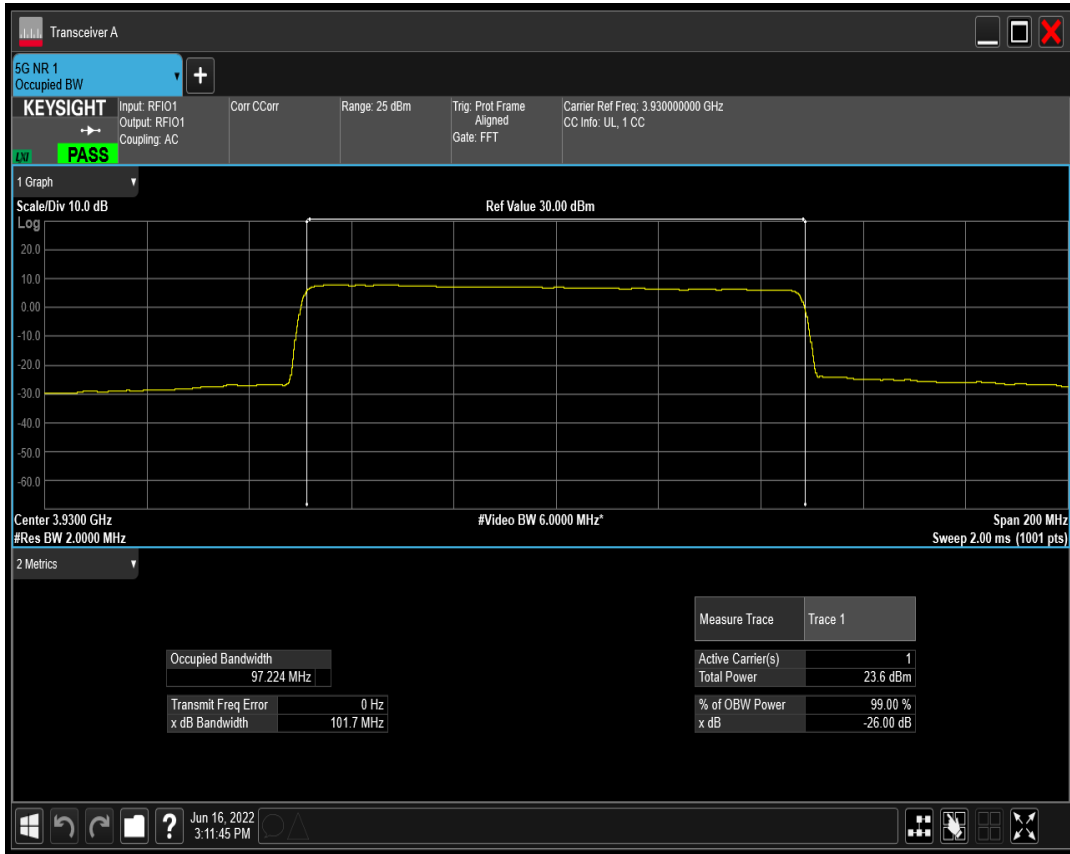 Transceiver A
5G NR 1
Occupied BW
KEYSIGHT
LXI
PASS
Input: RFIO1
Output: RFIO1
Coupling: AC
Corr CCorr
Range: 25 dBm
Trig: Prot Frame
Aligned
Gate: FFT
Carrier Ref Freq: 3.930000000 GHz
CC Info: UL, 1 CC
1 Graph
Scale/Div 10.0 dB
Ref Value 30.00 dBm
Log
20.0
10.0
0.00
-10.0
-20.0
-30.0
-40.0
-50.0
-60.0
Center 3.9300 GHz
#Video BW 6.0000 MHz*
Span 200 MHz
#Res BW 2.0000 MHz
Sweep 2.00 ms (1001 pts)
2 Metrics
Measure Trace Trace 1
Occupied Bandwidth
97.224 MHz
Active Carrier(s) 1
Total Power 23.6 dBm
Transmit Freq Error 0 Hz
x dB Bandwidth 101.7 MHz
% of OBW Power 99.00 %
x dB -26.00 dB
?
Jun 16, 2022
3:11:45 PM